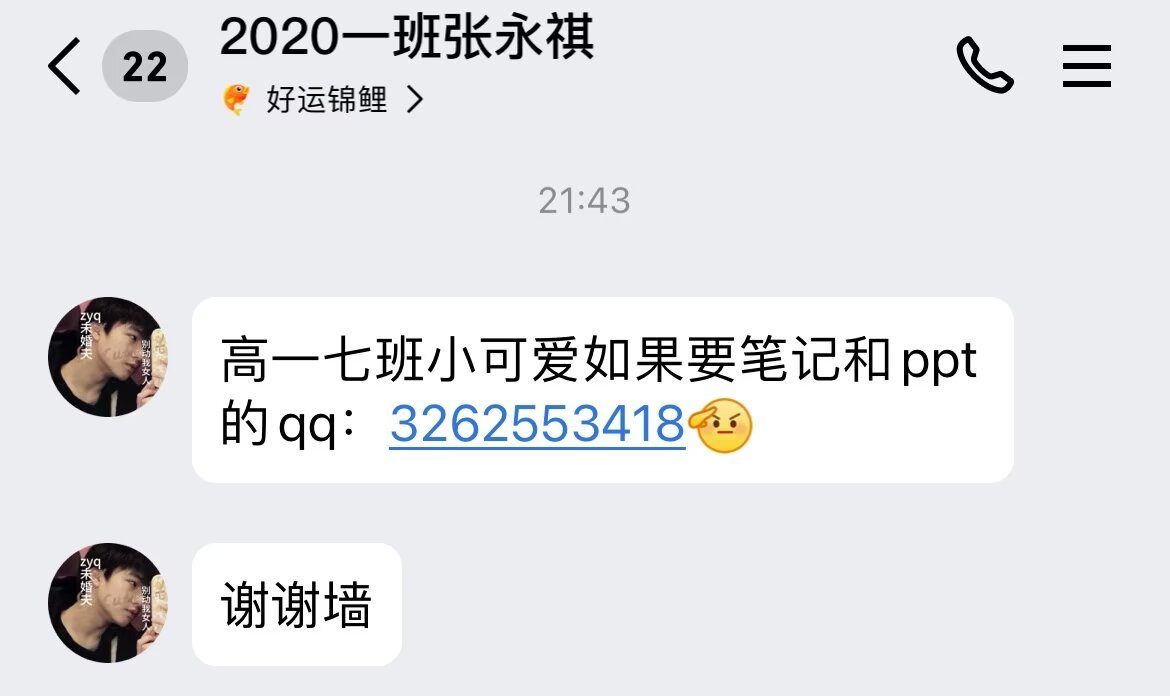 22
2020一班张永祺
好运锦鲤
21:43
zyq
未婚夫
别动我女人
高一七班小可爱如果要笔记和ppt
的qq：3262553418
zyq
未婚夫
别动我女人
谢谢墙